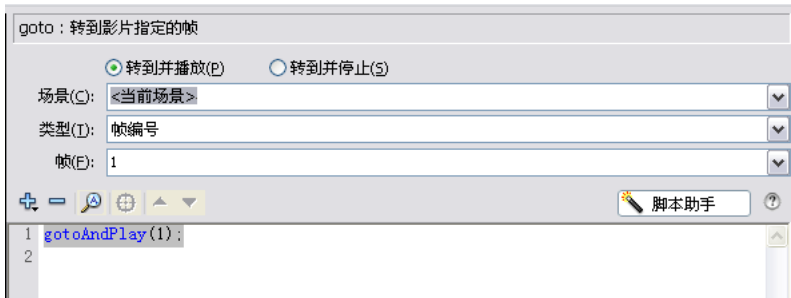 goto：转到影片指定的帧
转到并播放(P) 转到并停止(S)
场景(C): <当前场景>
类型(T): 帧编号
帧(F): 1
脚本助手 ?
1 gotoAndPlay(1);
2